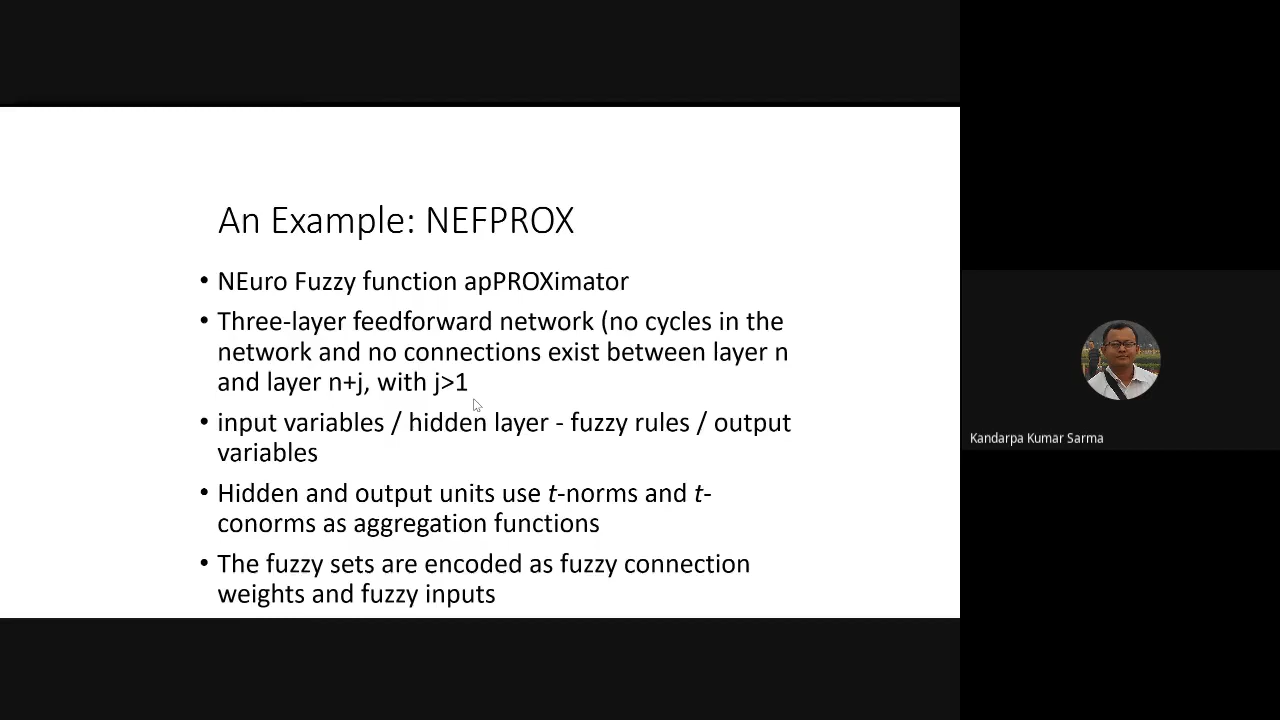 An Example: NEFPROX
• NEuro Fuzzy function apPROXimator
• Three-layer feedforward network (no cycles in the
network and no connections exist between layer n
and layer n+j, with j>1
• input variables / hidden layer - fuzzy rules / output
variables
• Hidden and output units use t-norms and t-
conorms as aggregation functions
• The fuzzy sets are encoded as fuzzy connection
weights and fuzzy inputs
Kandarpa Kumar Sarma